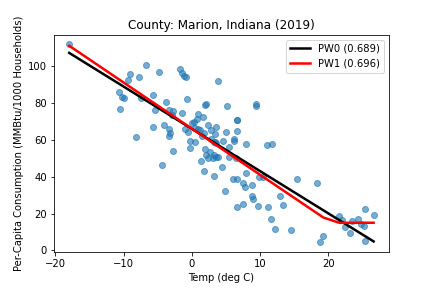 County: Marion, Indiana (2019)
PW0 (0.689)
PW1 (0.696)
Per-Capita Consumption (MMBtu/1000 Households)
100
80
60
40
20
0
−20
−10
0
10
20
Temp (deg C)